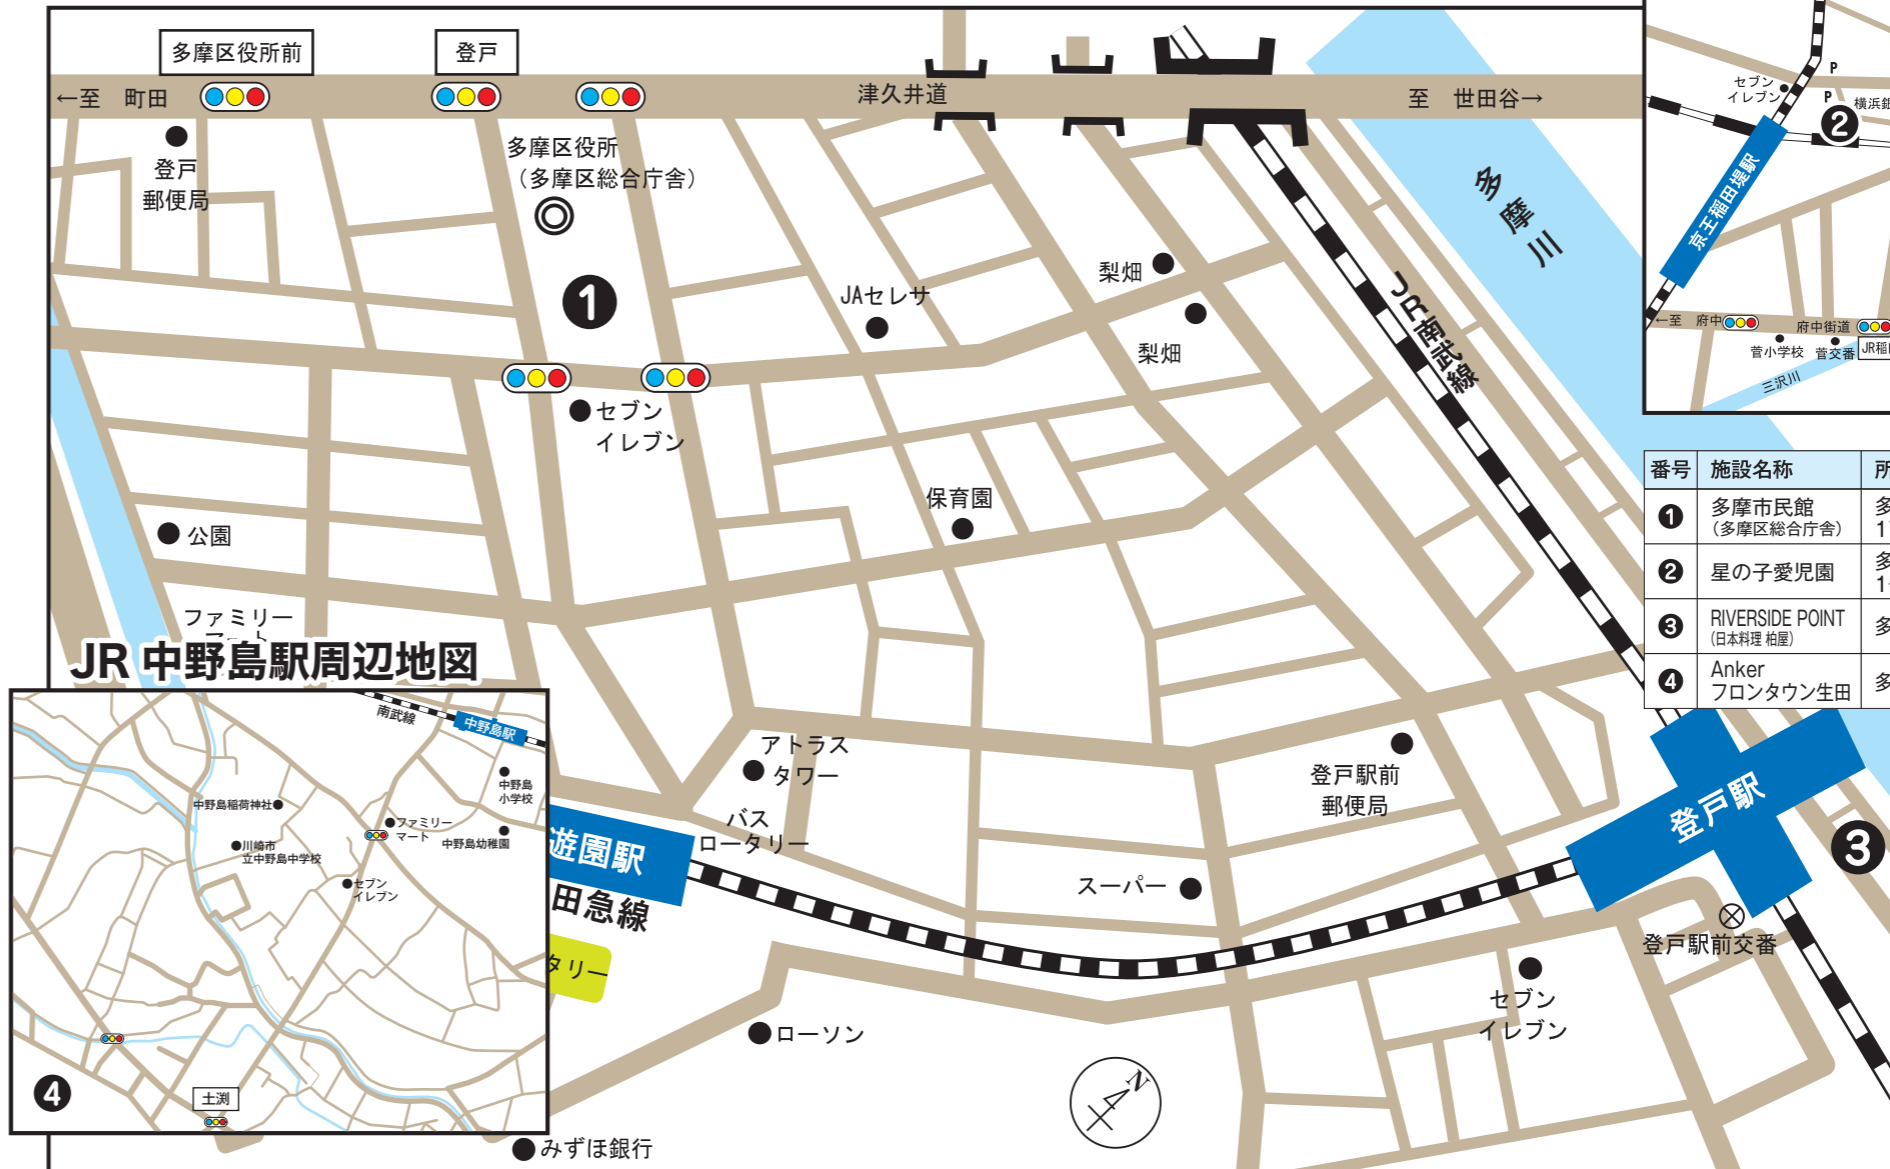 多摩区役所前
登戸
←至 町田
津久井道
至 世田谷→
登戸
郵便局
多摩区役所
（多摩区総合庁舎）
1
JAセレサ
梨畑
梨畑
JR南武線
多摩川
セブン
イレブン
保育園
公園
ファミリー
マート
アトラス
タワー
バス
ロータリー
遊園駅
田急線
タリー
登戸駅前
郵便局
スーパー
登戸駅
3
登戸駅前交番
セブン
イレブン
ローソン
みずほ銀行
N
JR 中野島駅周辺地図
南武線
中野島駅
中野島
小学校
中野島稲荷神社
ファミリー
マート
中野島幼稚園
川崎市
立中野島中学校
セブン
イレブン
土渕
4
セブン
イレブン
P
P
横浜銀
2
京王稲田堤駅
←至 府中
府中街道
菅小学校
菅交番
JR稲田
三沢川
番号 施設名称 所
1 多摩市民館 多
（多摩区総合庁舎） 1
2 星の子愛児園 多
1
3 RIVERSIDE POINT 多
（日本料理 柏屋）
4 Anker 多
フロンタウン生田